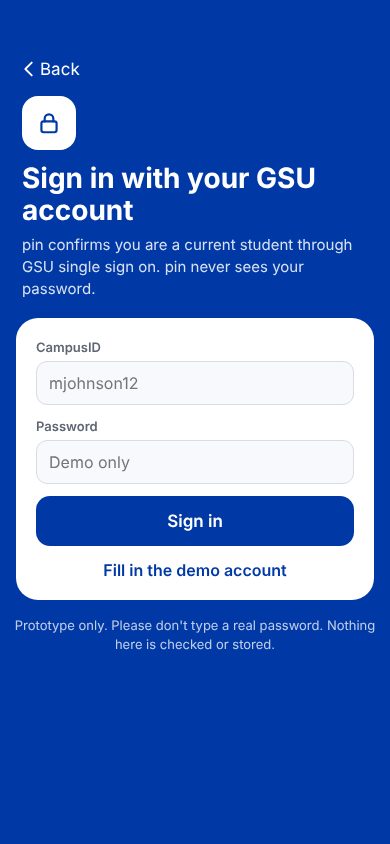 Back
Sign in with your GSU
account
pin confirms you are a current student through
GSU single sign on. pin never sees your
password.
CampusID
mjohnson12
Password
Demo only
Sign in
Fill in the demo account
Prototype only. Please don't type a real password. Nothing
here is checked or stored.